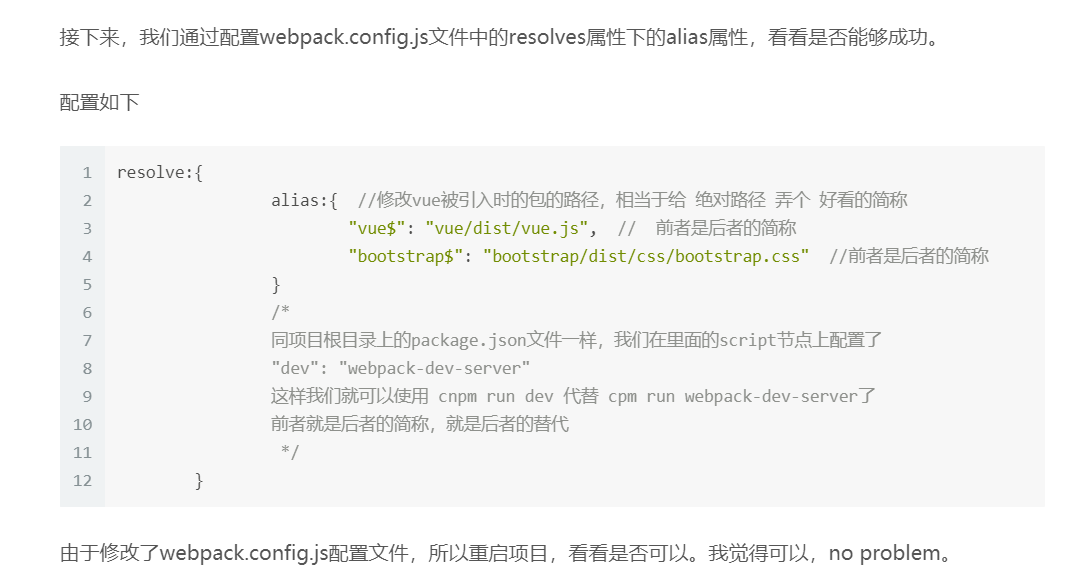 接下来，我们通过配置webpack.config.js文件中的resolves属性下的alias属性，看看是否能够成功。
配置如下
1 resolve:{
2 alias:{ //修改vue被引入时的包的路径，相当于给 绝对路径 弄个 好看的简称
3 "vue$": "vue/dist/vue.js", // 前者是后者的简称
4 "bootstrap$": "bootstrap/dist/css/bootstrap.css" //前者是后者的简称
5 }
6 /*
7 同项目根目录上的package.json文件一样，我们在里面的script节点上配置了
8 "dev": "webpack-dev-server"
9 这样我们就可以使用 cnpm run dev 代替 cpm run webpack-dev-server了
10 前者就是后者的简称，就是后者的替代
11 */
12 }
由于修改了webpack.config.js配置文件，所以重启项目，看看是否可以。我觉得可以，no problem。